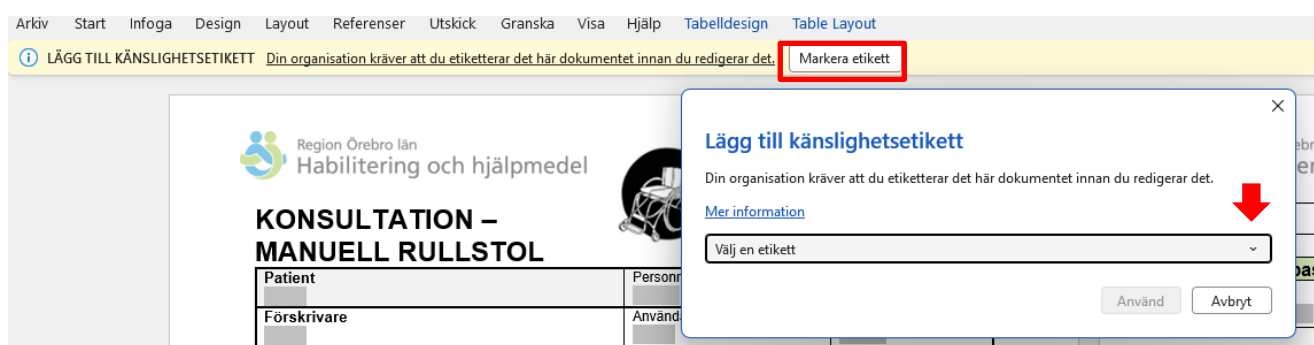 Arkiv Start Infoga Design Layout Referenser Utskick Granska Visa Hjälp Tabelldesign Table Layout
LÄGG TILL KÄNSLIGHETSETIKETT Din organisation kräver att du etiketterar det här dokumentet innan du redigerar det. Markera etikett
Region Örebro län
Habilitering och hjälpmedel
KONSULTATION –
MANUELL RULLSTOL
Patient
Förskrivare
Lägg till känslighetsetikett
Din organisation kräver att du etiketterar det här dokumentet innan du redigerar det.
Mer information
Välj en etikett
Använd Avbryt